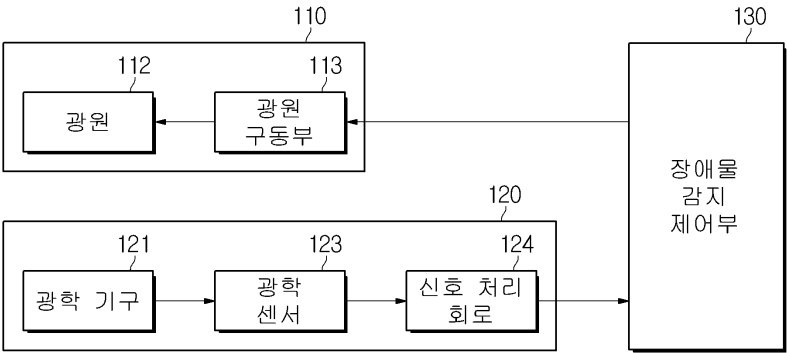 110
130
112
113
광원
광원
구동부
장애물
감지
제어부
120
121
123
124
광학 기구
광학
센서
신호 처리
회로